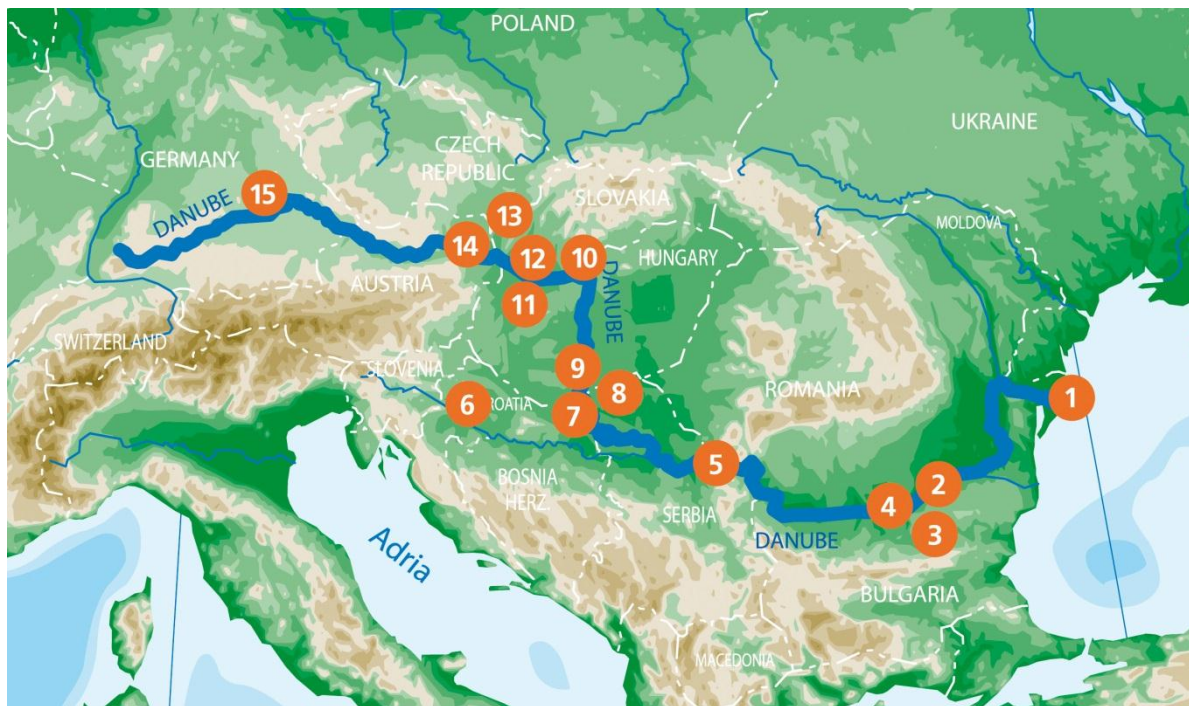 POLAND
UKRAINE
CZECH
REPUBLIC
GERMANY
15
DANUBE
13
SLOVAKIA
MOLDOVA
14
12
10
HUNGARY
DANUBE
AUSTRIA
11
SWITZERLAND
SLOVENIA
9
8
ROMANIA
1
6
CROATIA
7
5
BOSNIA
HERZ.
2
4
SERBIA
3
DANUBE
Adria
BULGARIA
MACEDONIA